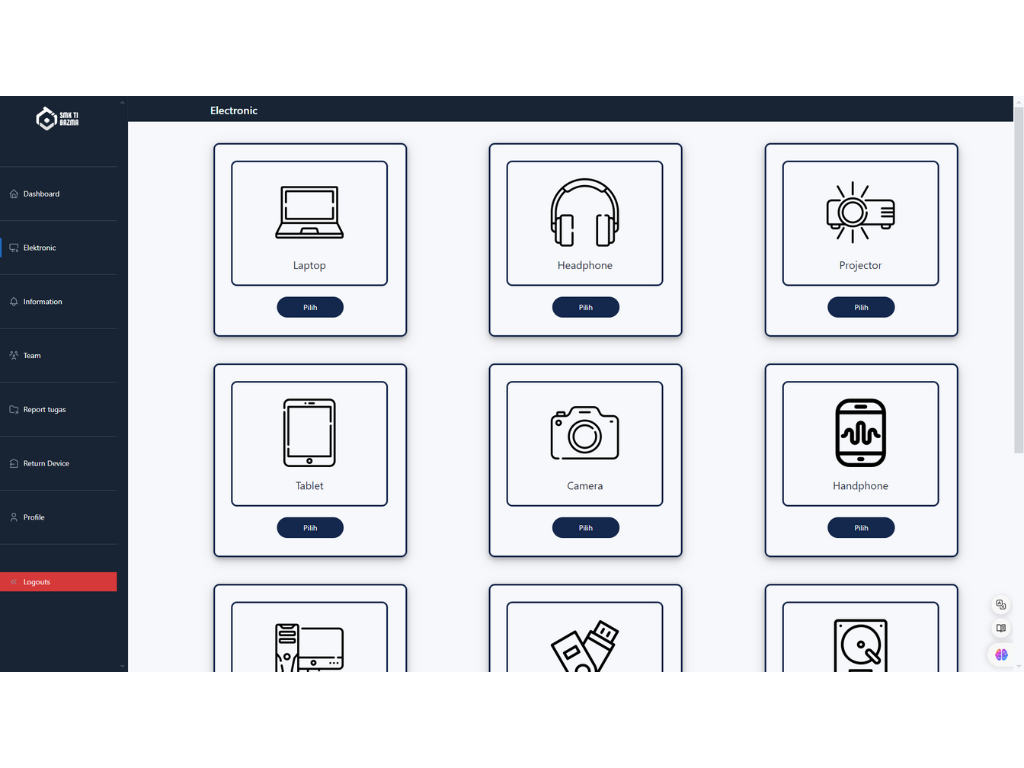 SMK TI
BAZMA
Electronic
Dashboard
Elektronic
Information
Team
Report tugas
Return Device
Profile
Logouts
Laptop
Headphone
Projector
Pilih
Pilih
Pilih
Tablet
Camera
Handphone
Pilih
Pilih
Pilih